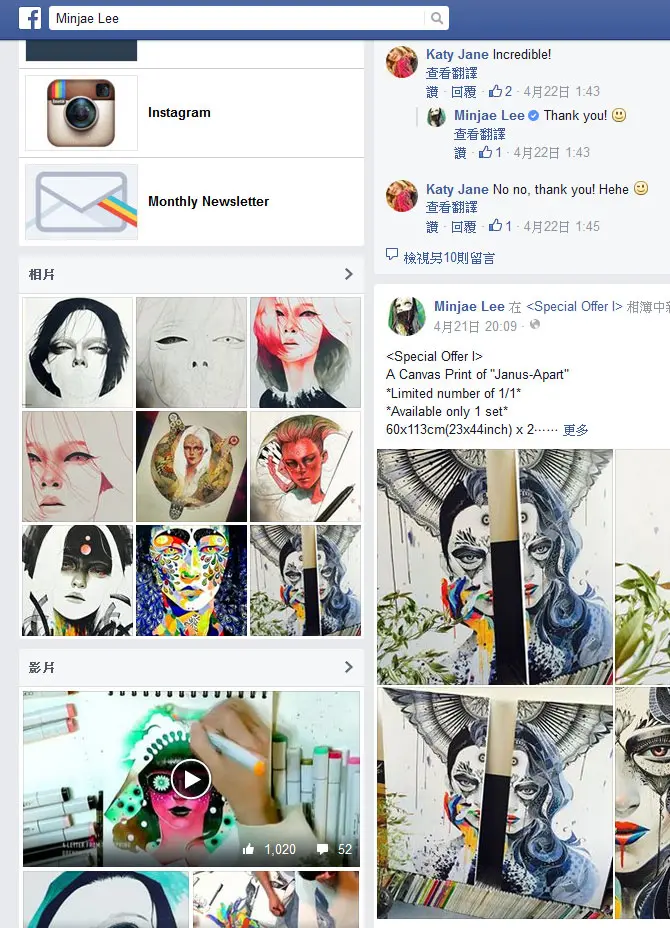 Minjae Lee
Instagram
Monthly Newsletter
相片
影片
1,020 52
Katy Jane Incredible!
查看翻譯
讚 · 回覆 · 2 · 4月22日 1:43
Minjae Lee Thank you!
查看翻譯
讚 · 1 · 4月22日 1:43
Katy Jane No no, thank you! Hehe
查看翻譯
讚 · 回覆 · 1 · 4月22日 1:45
檢視另10則留言
Minjae Lee 在 <Special Offer I> 相簿中新
4月21日 20:09 ·
<Special Offer I>
A Canvas Print of "Janus-Apart"
*Limited number of 1/1*
*Available only 1 set*
60x113cm(23x44inch) x 2⋯⋯ 更多